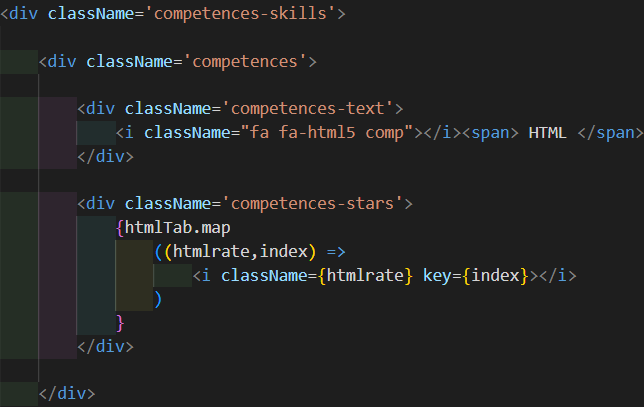 <div className='competences-skills'>
<div className='competences'>
<div className='competences-text'>
<i className="fa fa-html5 comp"></i><span> HTML </span>
</div>
<div className='competences-stars'>
{htmlTab.map
((htmlrate,index) =>
<i className={htmlrate} key={index}></i>
)
}
</div>
</div>